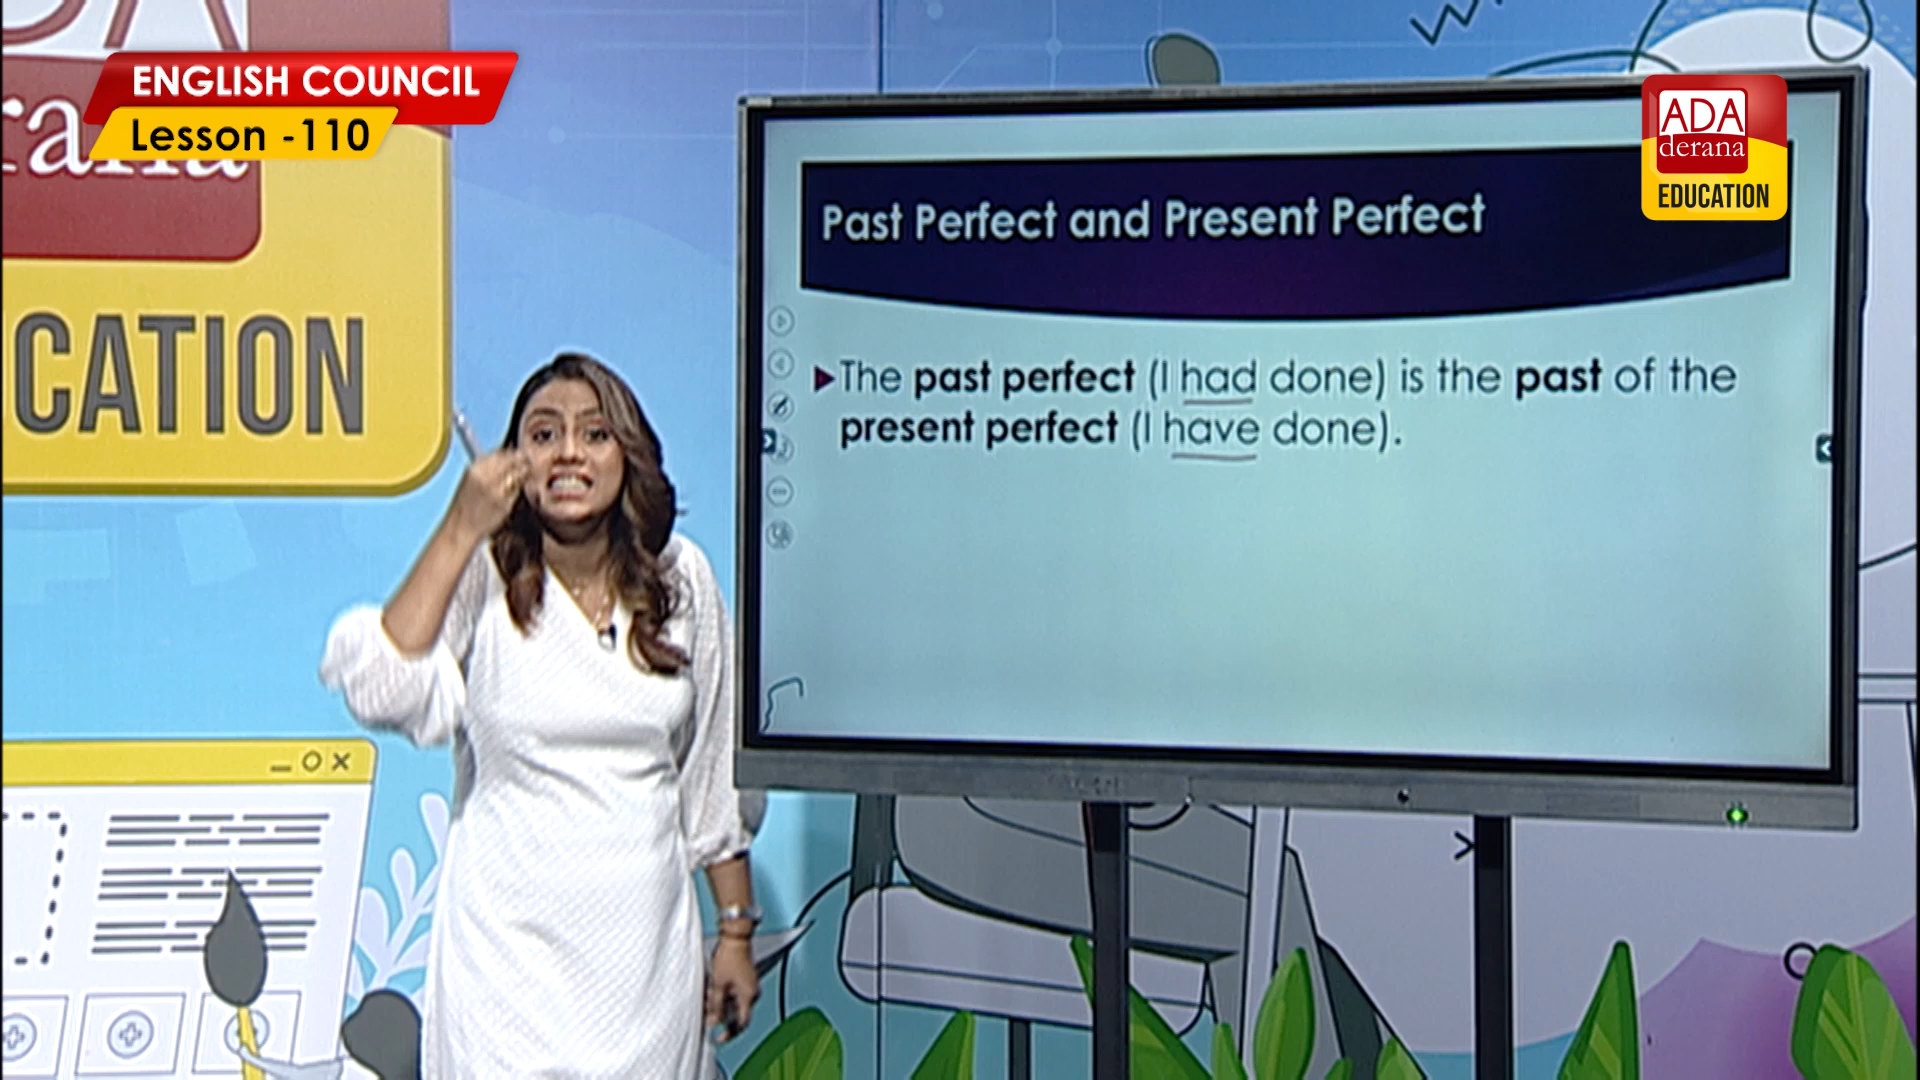 ENGLISH COUNCIL
Lesson -110
ADA
derana
EDUCATION
CATION
Past Perfect and Present Perfect
The past perfect (I had done) is the past of the
present perfect (I have done).